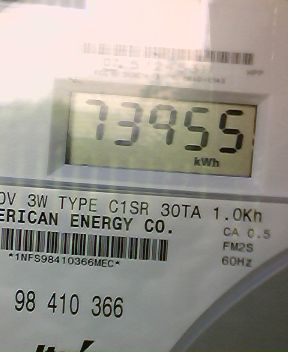 73955
kWh
0V 3W TYPE C1SR 30TA 1.0Kh
ERICAN ENERGY CO.
CA 0.5
FM2S
*1NFS98410366MEC*
60Hz
98 410 366